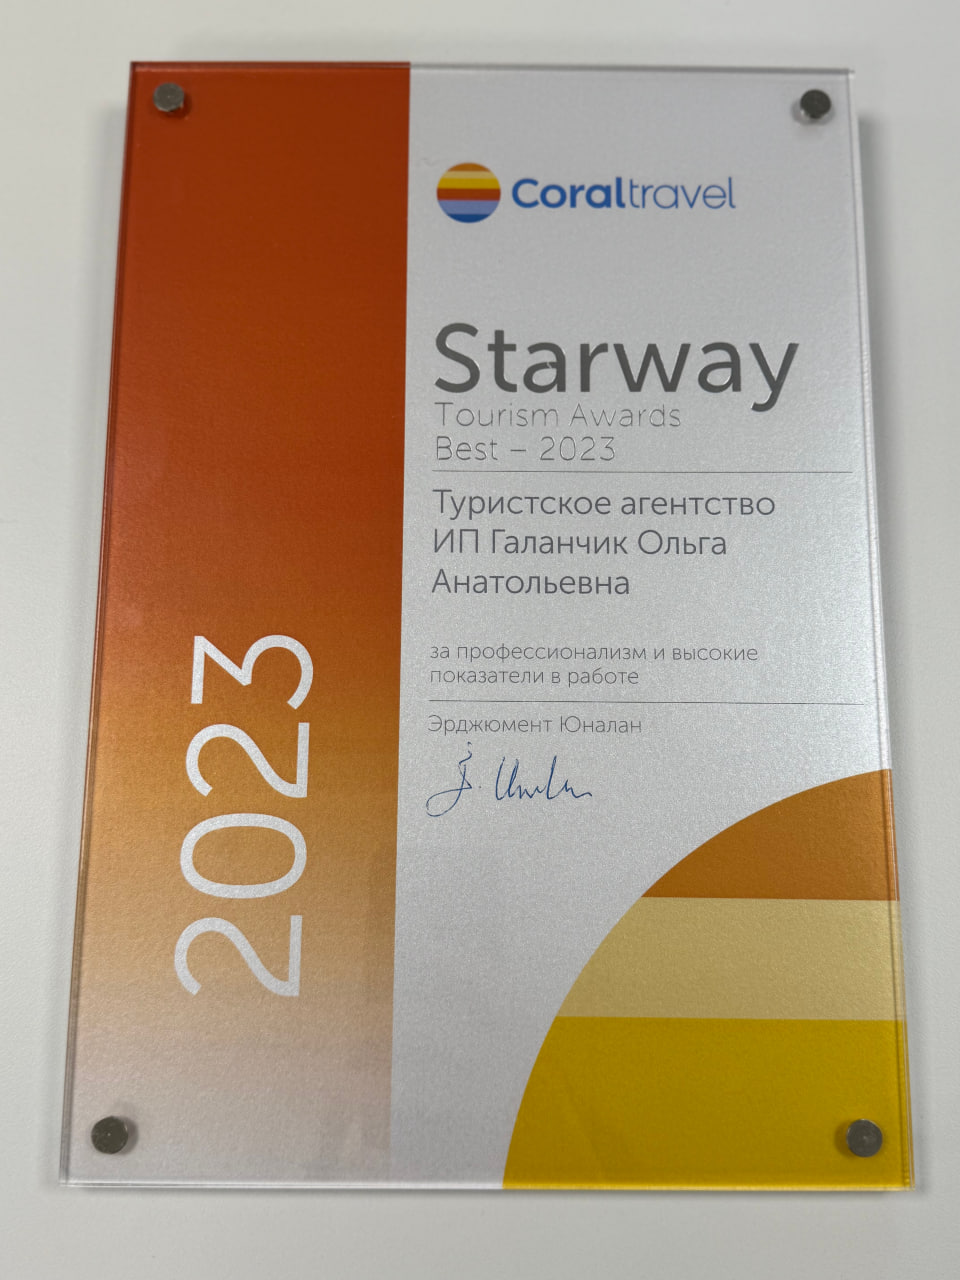 Coraltravel
Starway
Tourism Awards
Best – 2023
Туристское агентство
ИП Галанчик Ольга
Анатольевна
за профессионализм и высокие
показатели в работе
Эрджюмент Юналан
2023